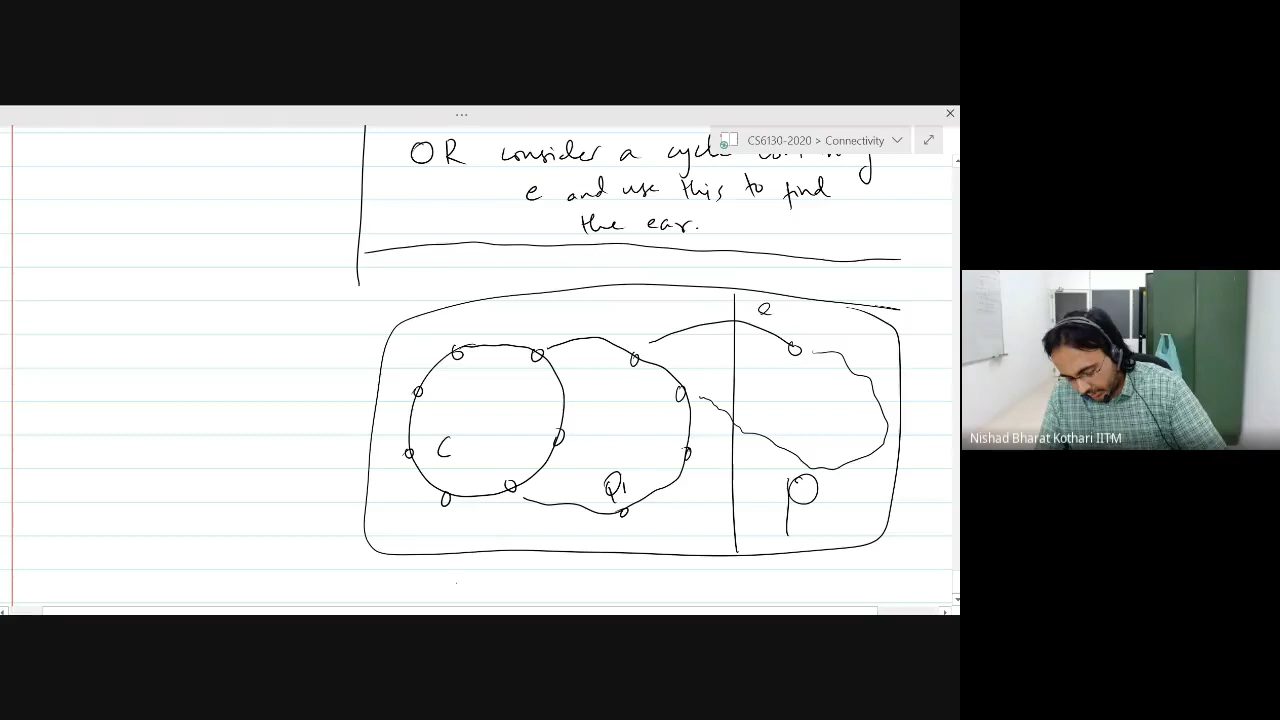 CS6130-2020 > Connectivity
OR consider a cycle
e and use this to find
the ear.
e
C
Q1
P
Nishad Bharat Kothari IITM